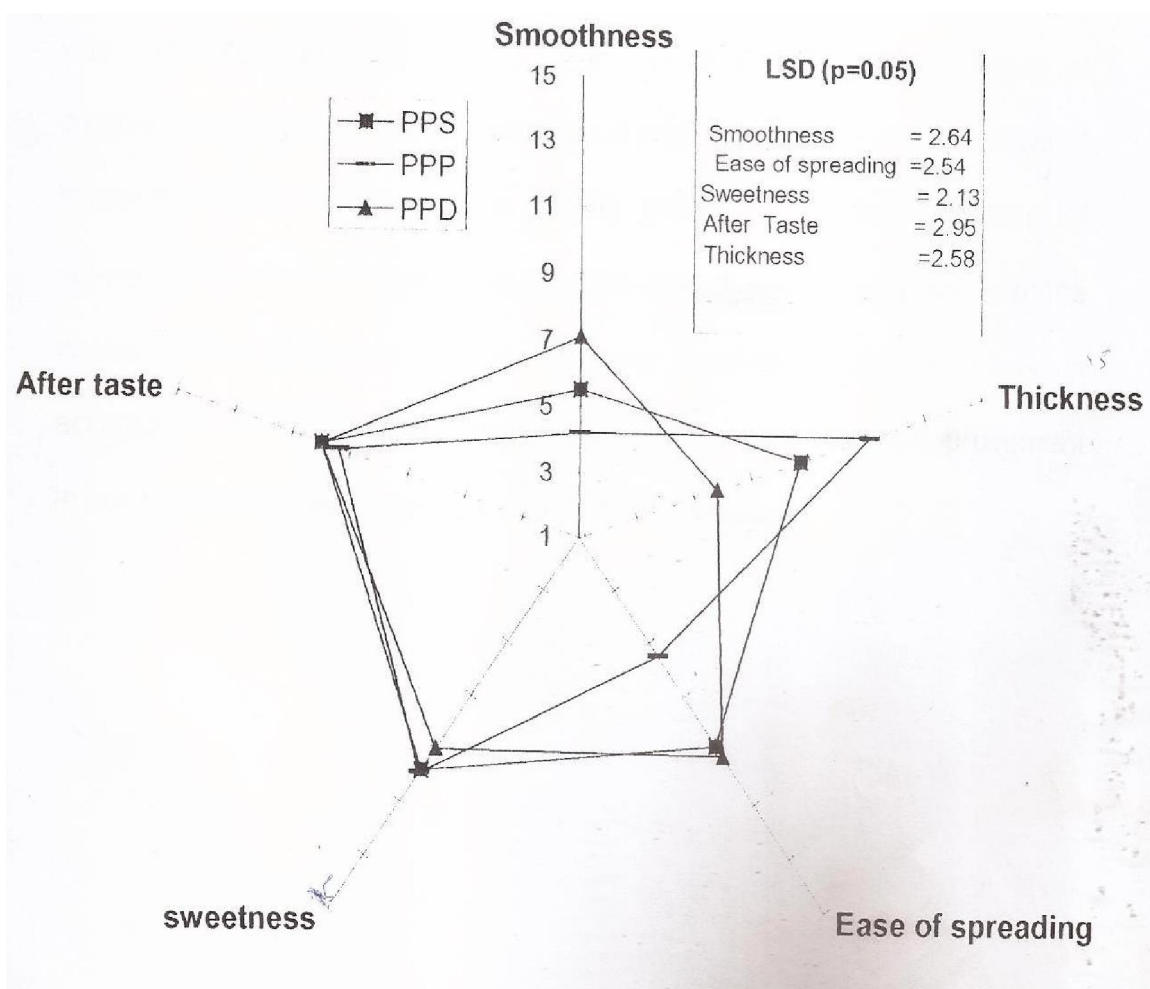 Smoothness
15
13
11
9
7
5
3
1
PPS
PPP
PPD
LSD (p=0.05)
Smoothness = 2.64
Ease of spreading =2.54
Sweetness = 2.13
After Taste = 2.95
Thickness =2.58
After taste
Thickness
sweetness
Ease of spreading